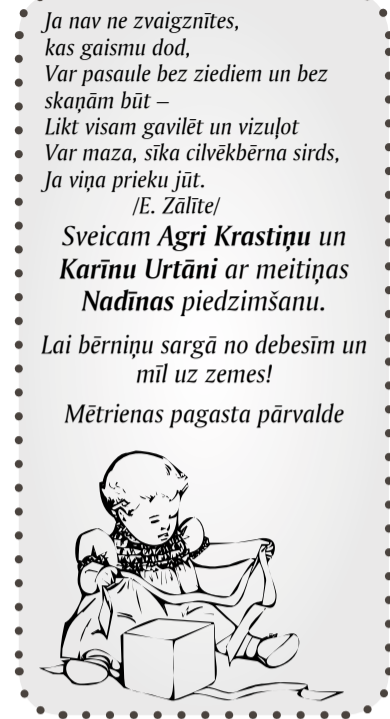 Ja nav ne zvaigznītes,
kas gaismu dod,
Var pasaule bez ziediem un bez
skaņām būt –
Likt visam gavilēt un vizuļot
Var maza, sīka cilvēkbērna sirds,
Ja viņa prieku jūt.
/E. Zālīte/
Sveicam Agri Krastiņu un
Karīnu Urtāni ar meitiņas
Nadīnas piedzimšanu.
Lai bērniņu sargā no debesīm un
mīl uz zemes!
Mētrienas pagasta pārvalde